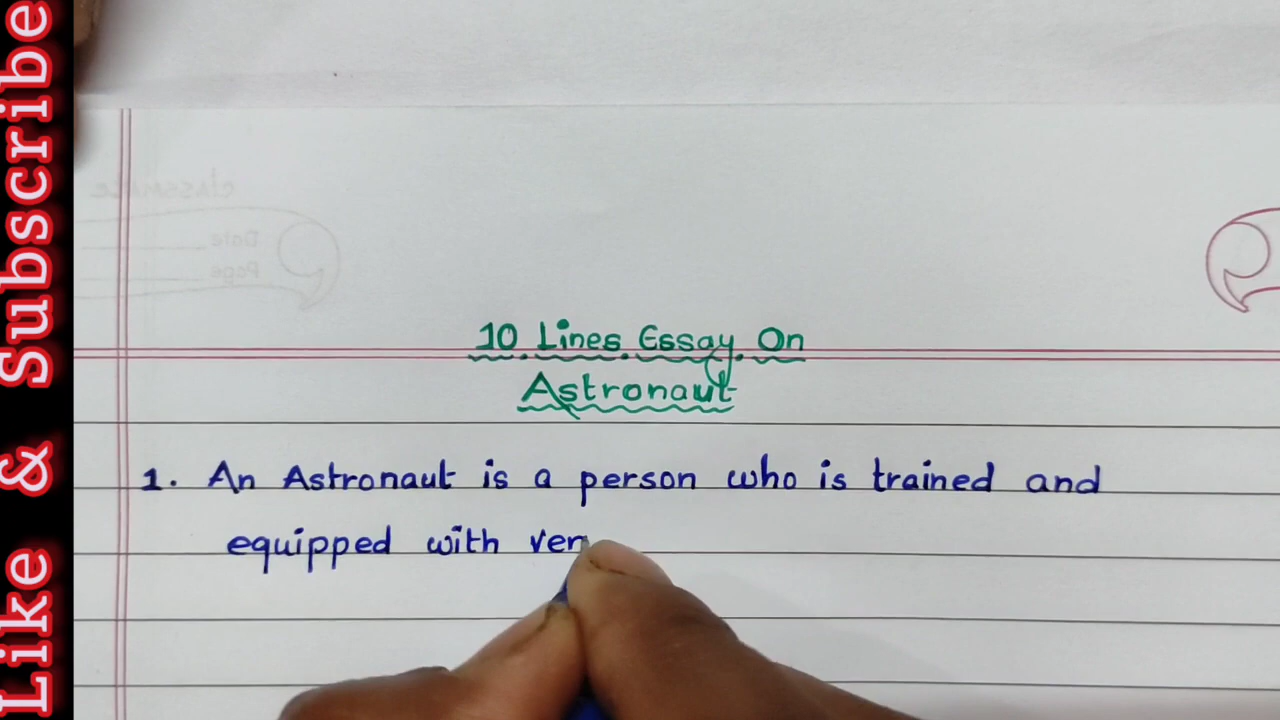 Like & Subscribe
10 Lines Essay On
Astronaut
1. An Astronaut is a person who is trained and
equipped with ver